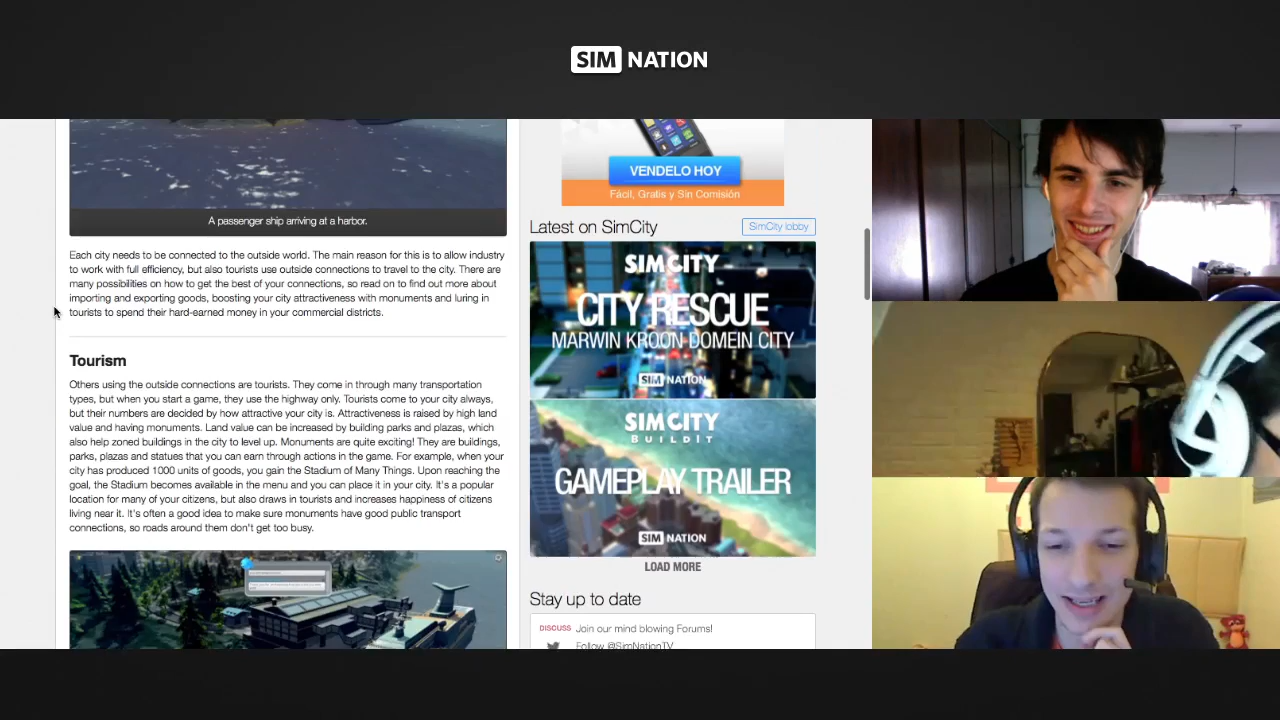 SIM NATION
A passenger ship arriving at a harbor.
Each city needs to be connected to the outside world. The main reason for this is to allow industry
to work with full efficiency, but also tourists use outside connections to travel to the city. There are
many possibilities on how to get the best of your connections, so read on to find out more about
importing and exporting goods, boosting your city attractiveness with monuments and luring in
tourists to spend their hard-earned money in your commercial districts.
Tourism
Others using the outside connections are tourists. They come in through many transportation
types, but when you start a game, they use the highway only. Tourists come to your city always,
but their numbers are decided by how attractive your city is. Attractiveness is raised by high land
value and having monuments. Land value can be increased by building parks and plazas, which
also help zoned buildings in the city to level up. Monuments are quite exciting! They are buildings,
parks, plazas and statues that you can earn through actions in the game. For example, when your
city has produced 1000 units of goods, you gain the Stadium of Many Things. Upon reaching the
goal, the Stadium becomes available in the menu and you can place it in your city. It's a popular
location for many of your citizens, but also draws in tourists and increases happiness of citizens
living near it. It's often a good idea to make sure monuments have good public transport
connections, so roads around them don't get too busy.
VENDELO HOY
Fácil, Gratis y Sin Comisión
Latest on SimCity
SimCity lobby
SIMCITY
CITY RESCUE
MARWIN KROON DOMEIN CITY
SIM NATION
SIMCITY
BUILDIT
GAMEPLAY TRAILER
SIM NATION
LOAD MORE
Stay up to date
DISCUSS Join our mind blowing Forums!
Follow @SimNationTV